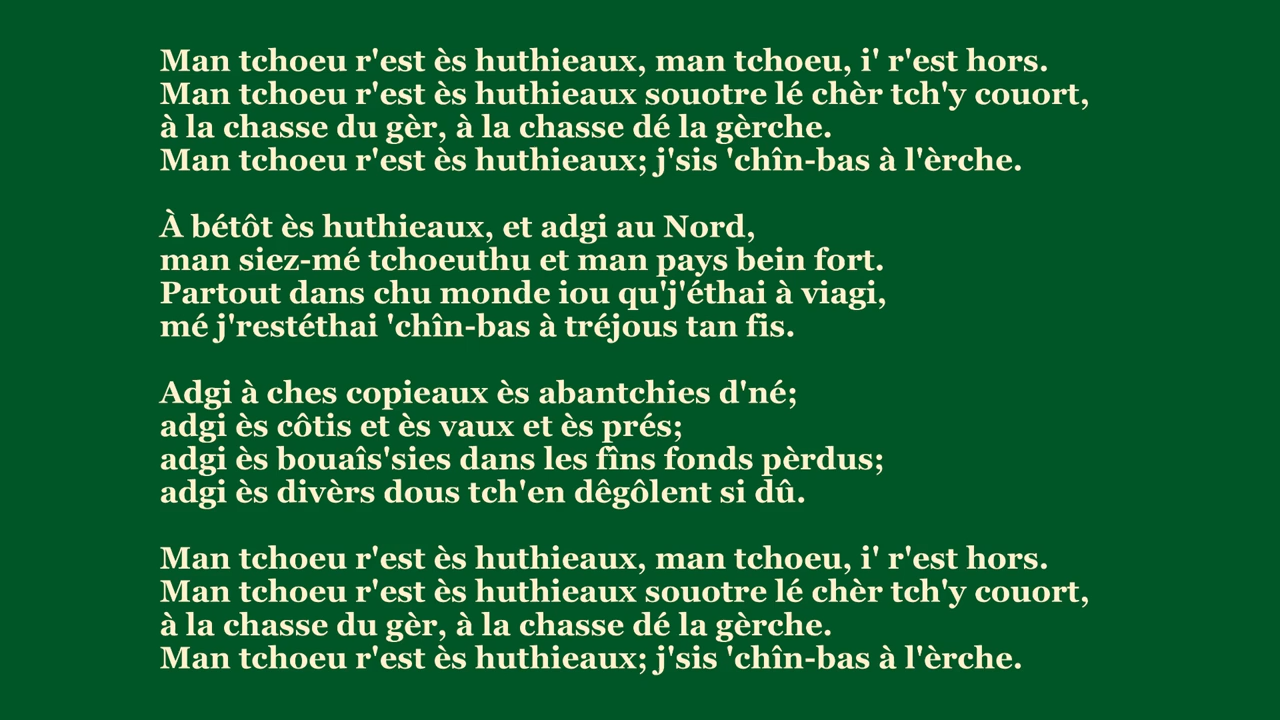 Man tchoeu r'est ès huthieaux, man tchoeu, i' r'est hors.
Man tchoeu r'est ès huthieaux souotre lé chèr tch'y couort,
à la chasse du gèr, à la chasse dé la gèrche.
Man tchoeu r'est ès huthieaux; j'sis 'chîn-bas à l'èrche.

À bétôt ès huthieaux, et adgi au Nord,
man siez-mé tchoeuthu et man pays bein fort.
Partout dans chu monde iou qu'j'éthai à viagi,
mé j'restéthai 'chîn-bas à tréjous tan fis.

Adgi à ches copieaux ès abantchies d'né;
adgi ès côtis et ès vaux et ès prés;
adgi ès bouaîs'sies dans les fîns fonds pèrdus;
adgi ès divèrs dous tch'en dêgôlent si dû.

Man tchoeu r'est ès huthieaux, man tchoeu, i' r'est hors.
Man tchoeu r'est ès huthieaux souotre lé chèr tch'y couort,
à la chasse du gèr, à la chasse dé la gèrche.
Man tchoeu r'est ès huthieaux; j'sis 'chîn-bas à l'èrche.